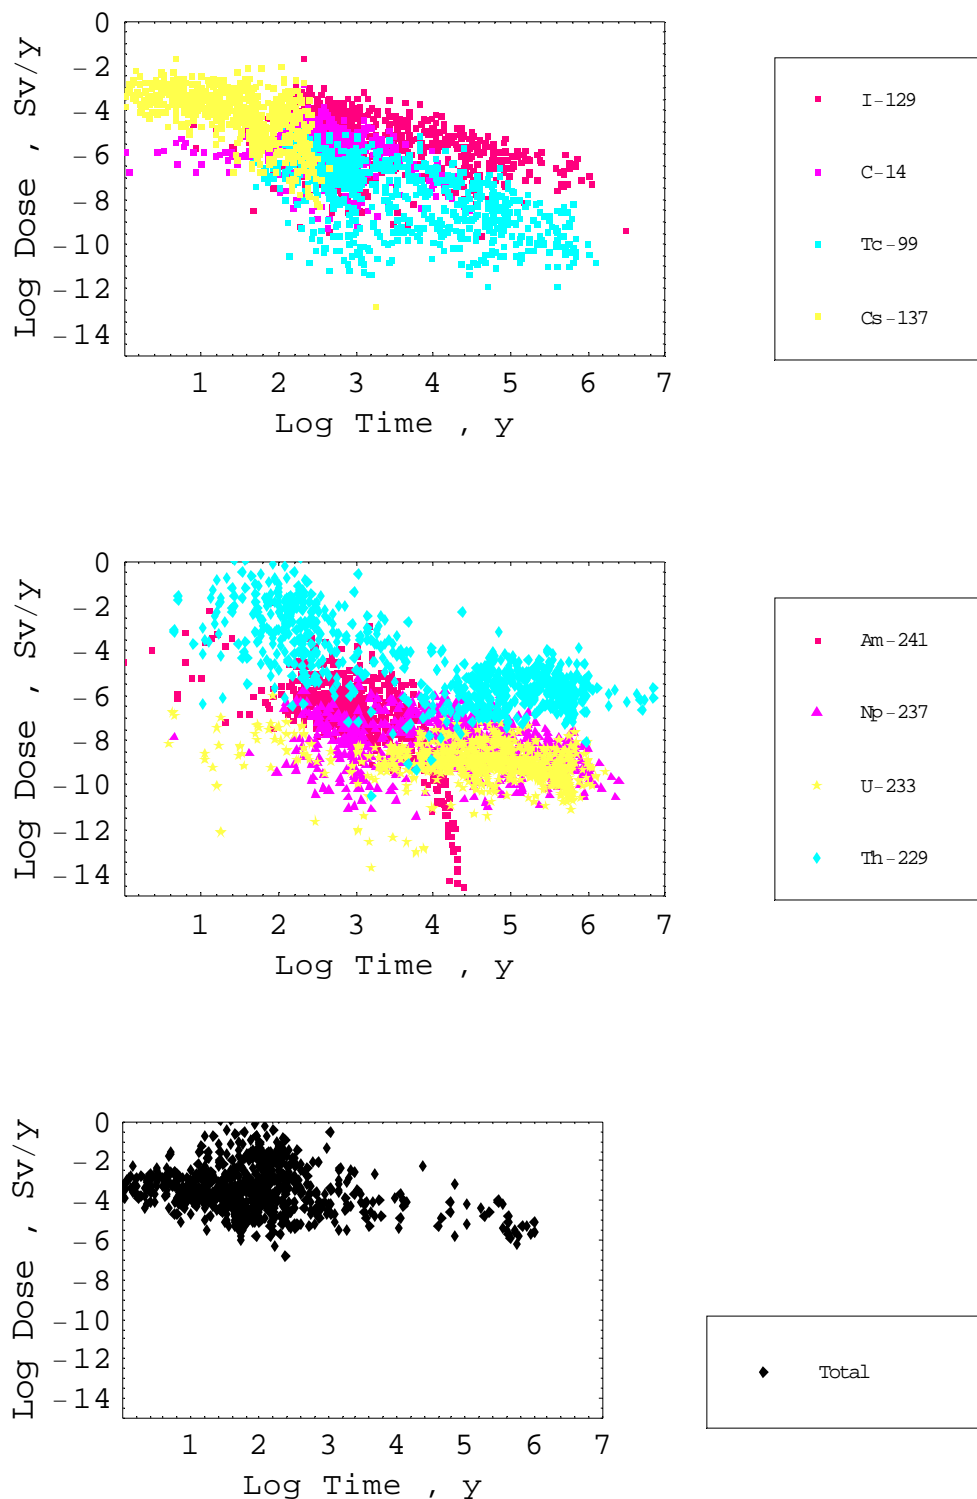 0
-2
-4
-6
-8
-10
-12
-14
Log Dose , Sv/y
1 2 3 4 5 6 7
Log Time , y
I-129
C-14
Tc-99
Cs-137
0
-2
-4
-6
-8
-10
-12
-14
Log Dose , Sv/y
1 2 3 4 5 6 7
Log Time , y
Am-241
Np-237
U-233
Th-229
0
-2
-4
-6
-8
-10
-12
-14
Log Dose , Sv/y
1 2 3 4 5 6 7
Log Time , y
Total